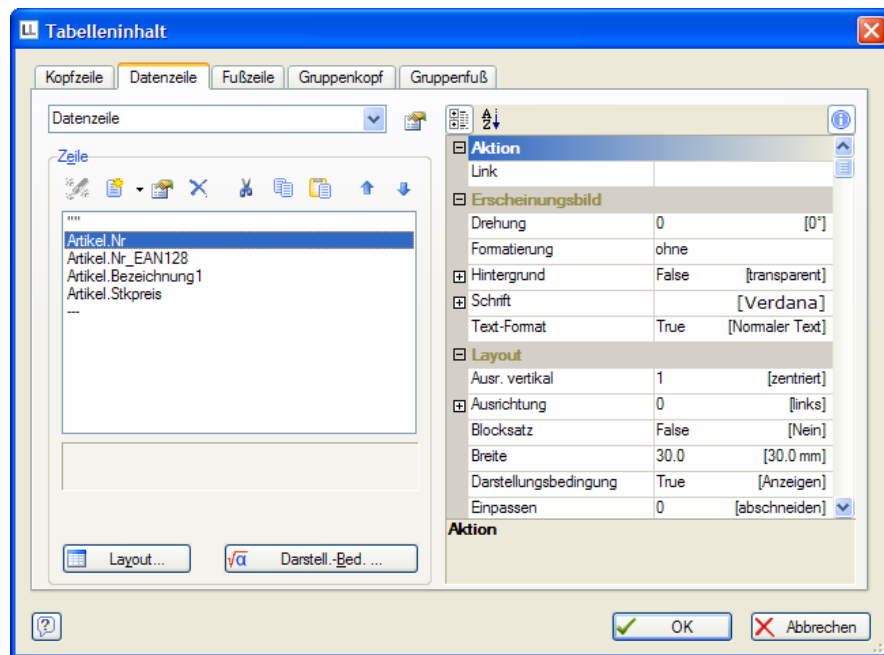 LL Tabelleninhalt
Kopfzeile Datenzeile Fußzeile Gruppenkopf Gruppenfuß
Datenzeile
Zeile
""
Artikel.Nr
Artikel.Nr_EAN128
Artikel.Bezeichnung1
Artikel.Stkpreis
---
Layout...
√α Darstell.-Bed. ...
A Z
Aktion
Link
Erscheinungsbild
Drehung 0 [0°]
Formatierung ohne
Hintergrund False [transparent]
Schrift [Verdana]
Text-Format True [Normaler Text]
Layout
Ausr. vertikal 1 [zentriert]
Ausrichtung 0 [links]
Blocksatz False [Nein]
Breite 30.0 [30.0 mm]
Darstellungsbedingung True [Anzeigen]
Einpassen 0 [abschneiden]
Aktion
? OK Abbrechen